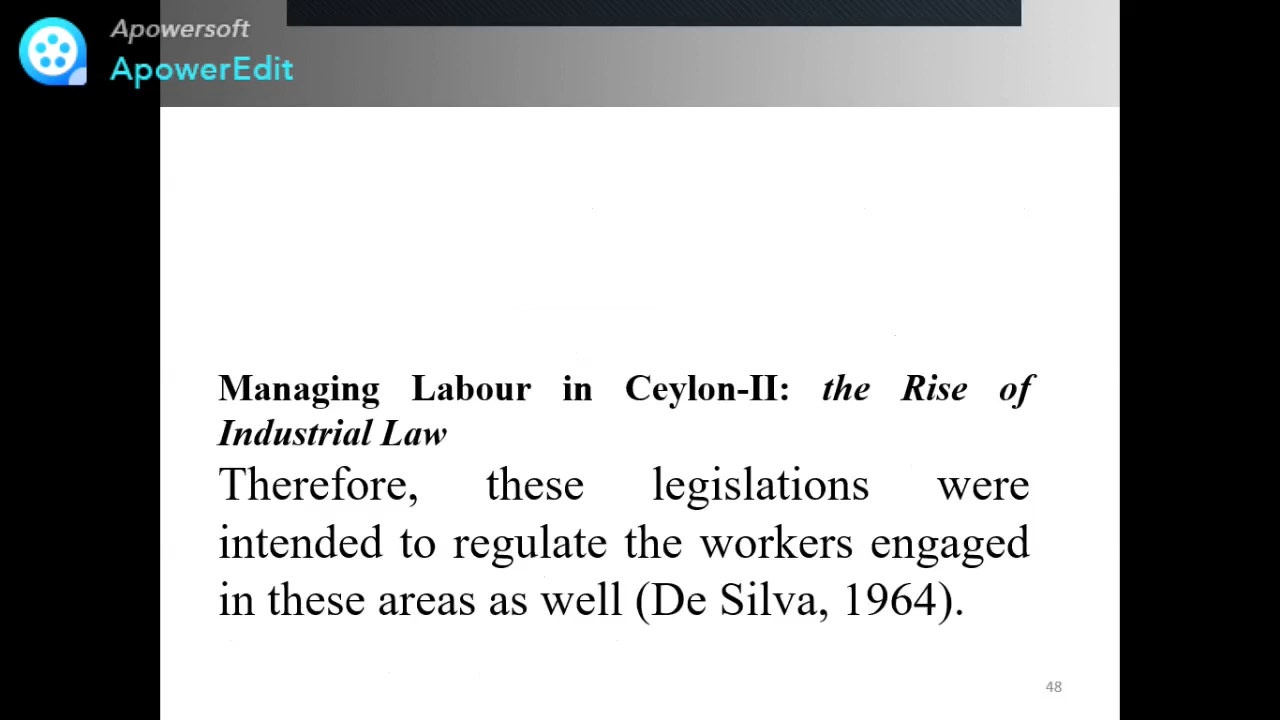 Apowersoft
ApowerEdit
Managing Labour in Ceylon-II: the Rise of
Industrial Law
Therefore, these legislations were
intended to regulate the workers engaged
in these areas as well (De Silva, 1964).
48